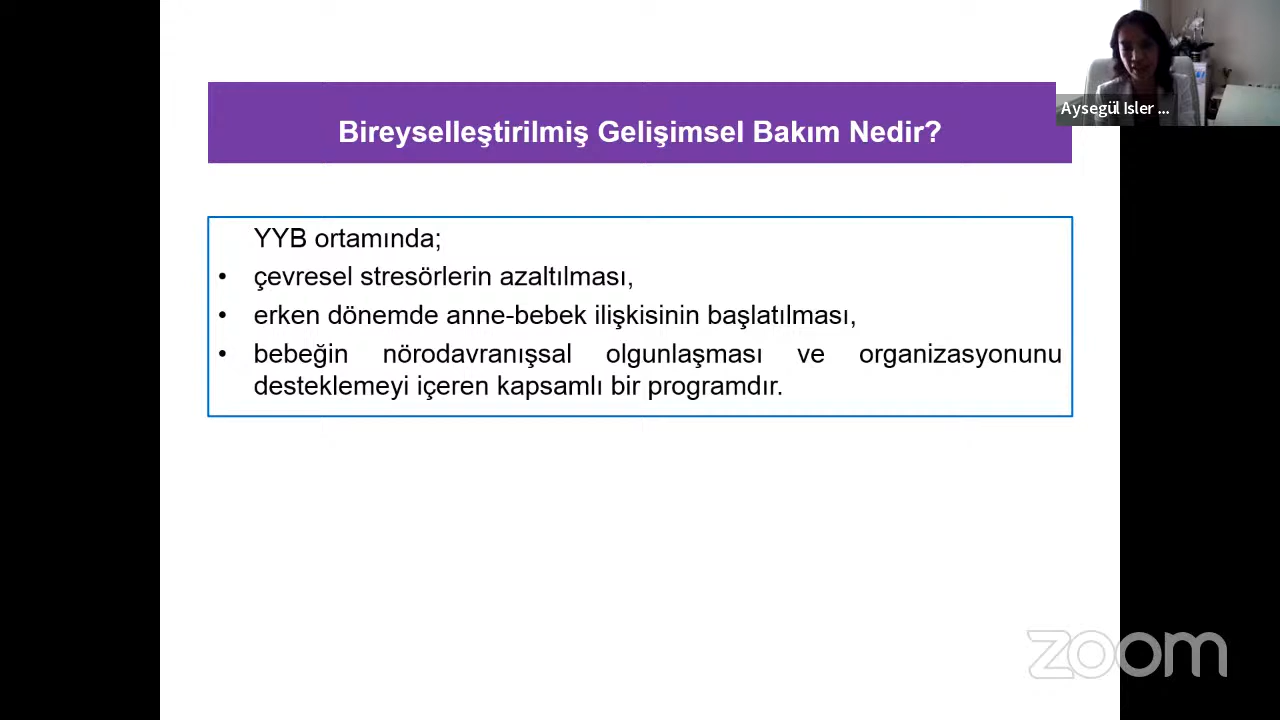 Aysegül Isler ...
Bireyselleştirilmiş Gelişimsel Bakım Nedir?
YYB ortamında;
• çevresel stresörlerin azaltılması,
• erken dönemde anne-bebek ilişkisinin başlatılması,
• bebeğin nörodavranışsal olgunlaşması ve organizasyonunu
desteklemeyi içeren kapsamlı bir programdır.
zoom